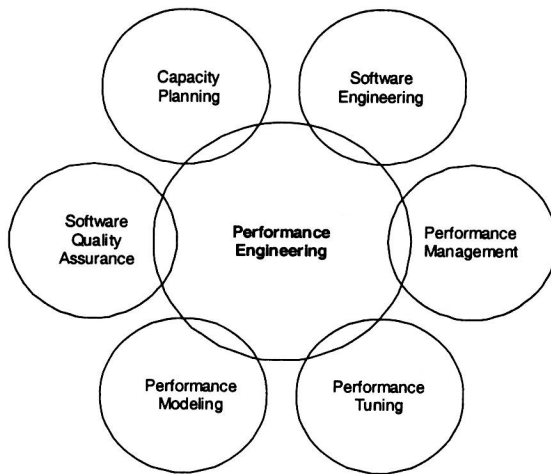 Capacity
Planning
Software
Engineering
Software
Quality
Assurance
Performance
Engineering
Performance
Management
Performance
Modeling
Performance
Tuning